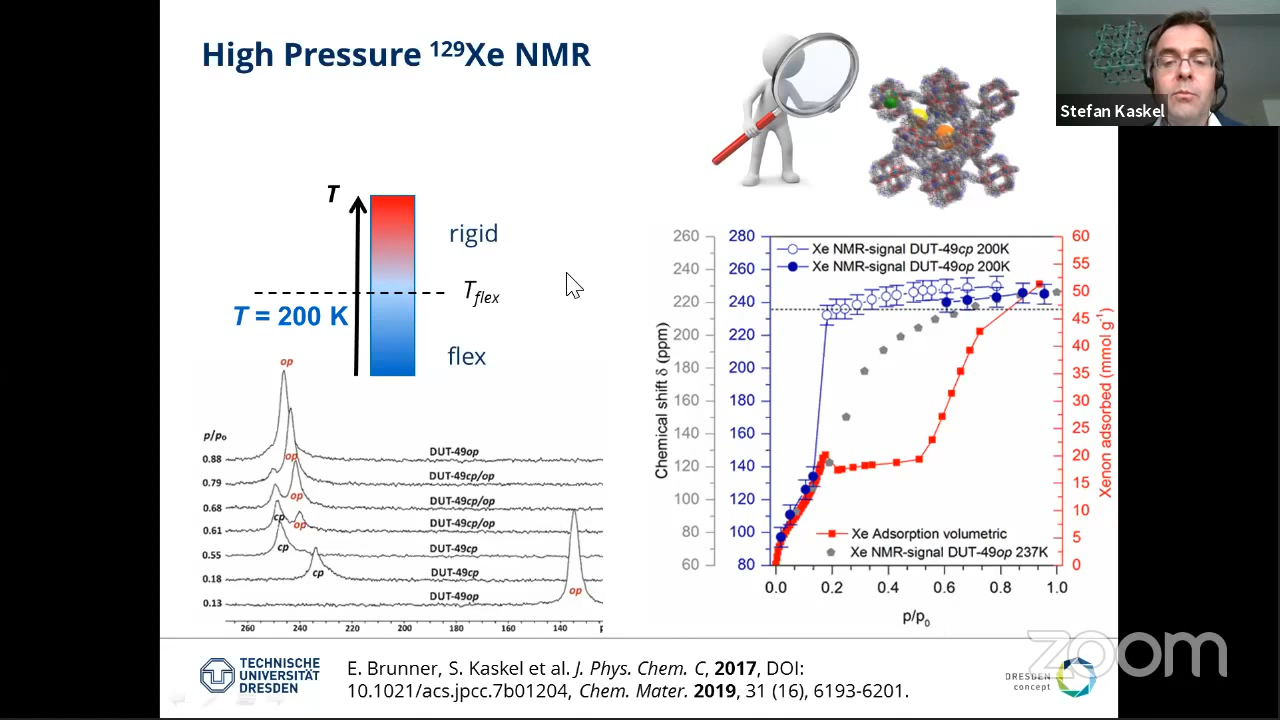 High Pressure ¹²⁹Xe NMR
Stefan Kaskel
T
rigid
Tflex
T = 200 K
flex
op
p/p₀
0.88
DUT-49op
op
0.79
DUT-49cp/op
op
0.68
DUT-49cp/op
cp
op
0.61
DUT-49cp/op
cp
0.55
DUT-49cp
cp
0.18
DUT-49cp
op
0.13
DUT-49op
260 240 220 200 180 160 140
Xe NMR-signal DUT-49cp 200K
Xe NMR-signal DUT-49op 200K
Xe Adsorption volumetric
Xe NMR-signal DUT-49op 237K
Chemical shift δ (ppm)
260 240 220 200 180 160 140 120 100 80 60
280 260 240 220 200 180 160 140 120 100 80
60 55 50 45 40 35 30 25 20 15 10 5 0
Xenon adsorbed (mmol g⁻¹)
0.0 0.2 0.4 0.6 0.8 1.0
p/p₀
TECHNISCHE
UNIVERSITÄT
DRESDEN
E. Brunner, S. Kaskel et al. J. Phys. Chem. C, 2017, DOI:
10.1021/acs.jpcc.7b01204, Chem. Mater. 2019, 31 (16), 6193-6201.
DRESDEN
concept
zoom